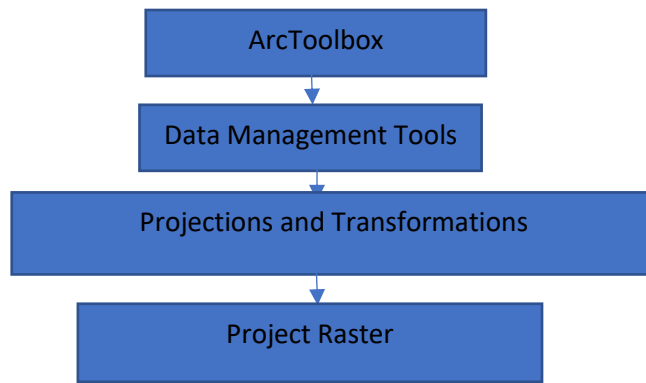 ArcToolbox
Data Management Tools
Projections and Transformations
Project Raster